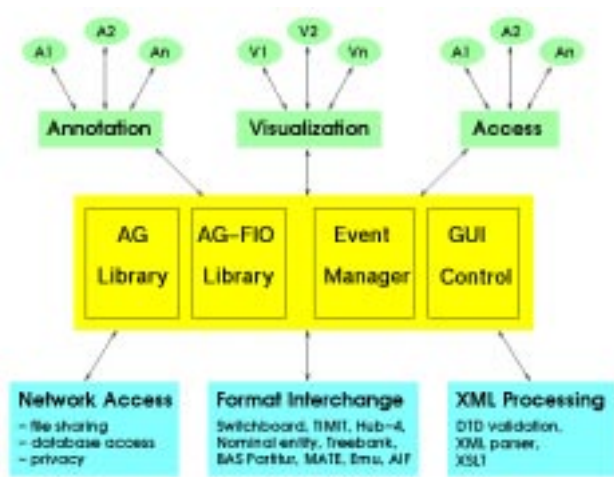 A1 A2 An V1 V2 Vn A1 A2 An
Annotation Visualization Access
AG Library
AG-FIO Library
Event Manager
GUI Control
Network Access
- file sharing
- database access
- privacy
Format Interchange
Switchboard, TIMIT, Hub-4,
Nominal entity, Treebank,
BAS Partitur, MATE, Emu, AIF
XML Processing
DTD validation,
XML parser,
XSLT